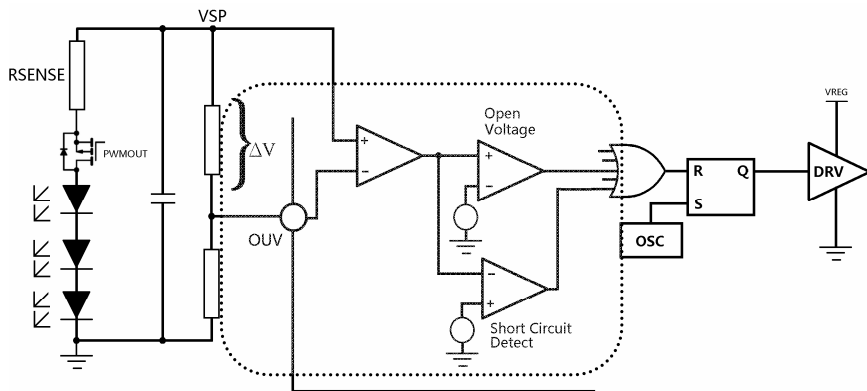 VSP
RSENSE
PWMOUT
ΔV
OUV
+
−
Open
Voltage
+
−
−
+
Short Circuit
Detect
R
Q
S
OSC
VREG
DRV